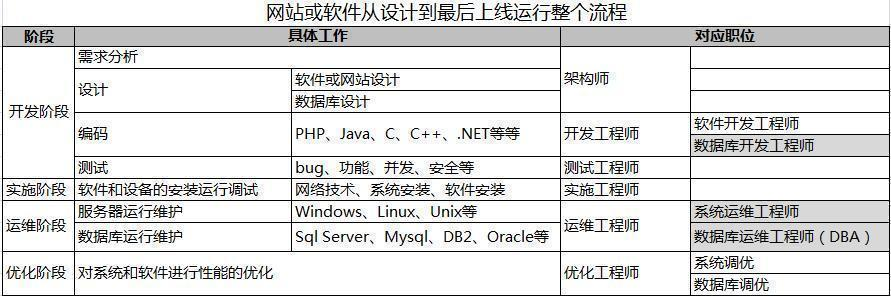 网站或软件从设计到最后上线运行整个流程
阶段 具体工作 对应职位
开发阶段 需求分析 架构师
设计 软件或网站设计
数据库设计
编码 PHP、Java、C、C++、.NET等等 开发工程师 软件开发工程师
数据库开发工程师
测试 bug、功能、并发、安全等 测试工程师
实施阶段 软件和设备的安装运行调试 网络技术、系统安装、软件安装 实施工程师
运维阶段 服务器运行维护 Windows、Linux、Unix等 运维工程师 系统运维工程师
数据库运行维护 Sql Server、Mysql、DB2、Oracle等 数据库运维工程师（DBA）
优化阶段 对系统和软件进行性能的优化 优化工程师 系统调优
数据库调优